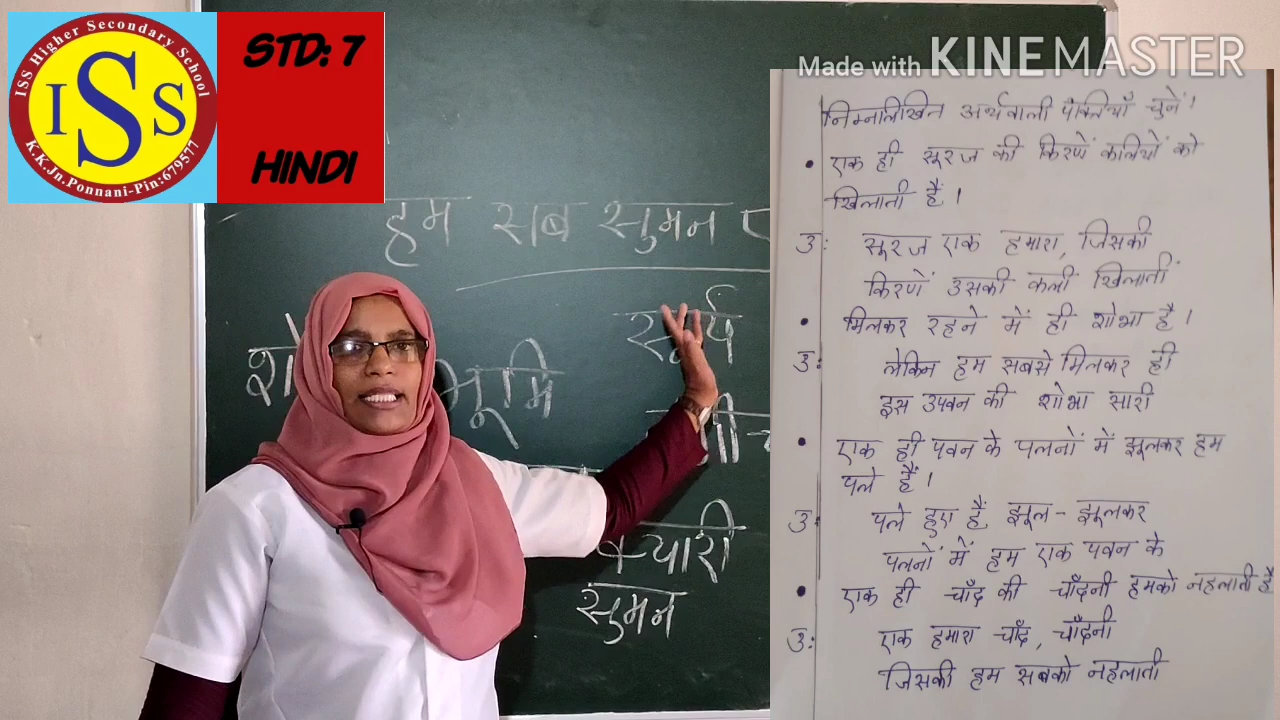 ISS Higher Secondary School
ISS
K.K.Jn.Ponnani-Pin:679577
STD: 7
HINDI
Made with KINEMASTER
हम सब सुमन
सूर्य
भूमि
क्यारी
सुमन
निम्नलिखित अर्थवाली पंक्तियाँ चुनें।
• एक ही सूरज की किरणें कलियों को
खिलाती हैं।
उ: सूरज एक हमारा, जिसकी
किरणें उसकी कली खिलातीं
• मिलकर रहने में ही शोभा है।
उ: लेकिन हम सबसे मिलकर ही
इस उपवन की शोभा सारी
• एक ही पवन के पलनों में झूलकर हम
पले हैं।
उ: पले हुए हैं झूल-झूलकर
पलनों में हम एक पवन के
• एक ही चाँद की चाँदनी हमको नहलाती है
उ: एक हमारा चाँद, चाँदनी
जिसकी हम सबको नहलाती